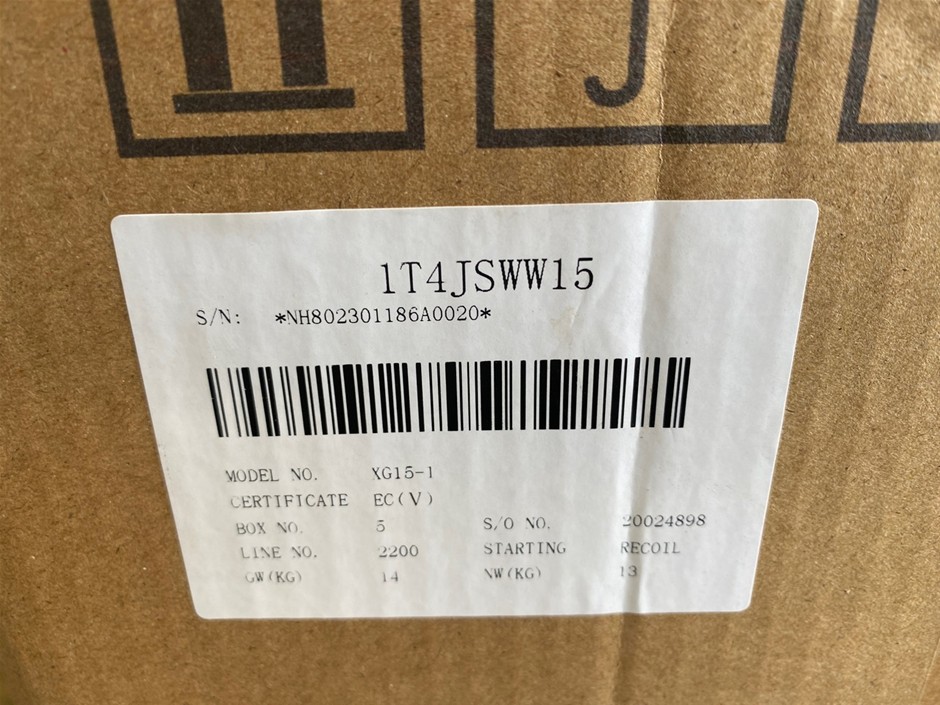 1T4JSWW15
S/N: *NH802301186A0020*
MODEL NO. XG15-1
CERTIFICATE EC(V)
BOX NO. 5 S/O NO. 20024898
LINE NO. 2200 STARTING RECOIL
GW(KG) 14 NW(KG) 13